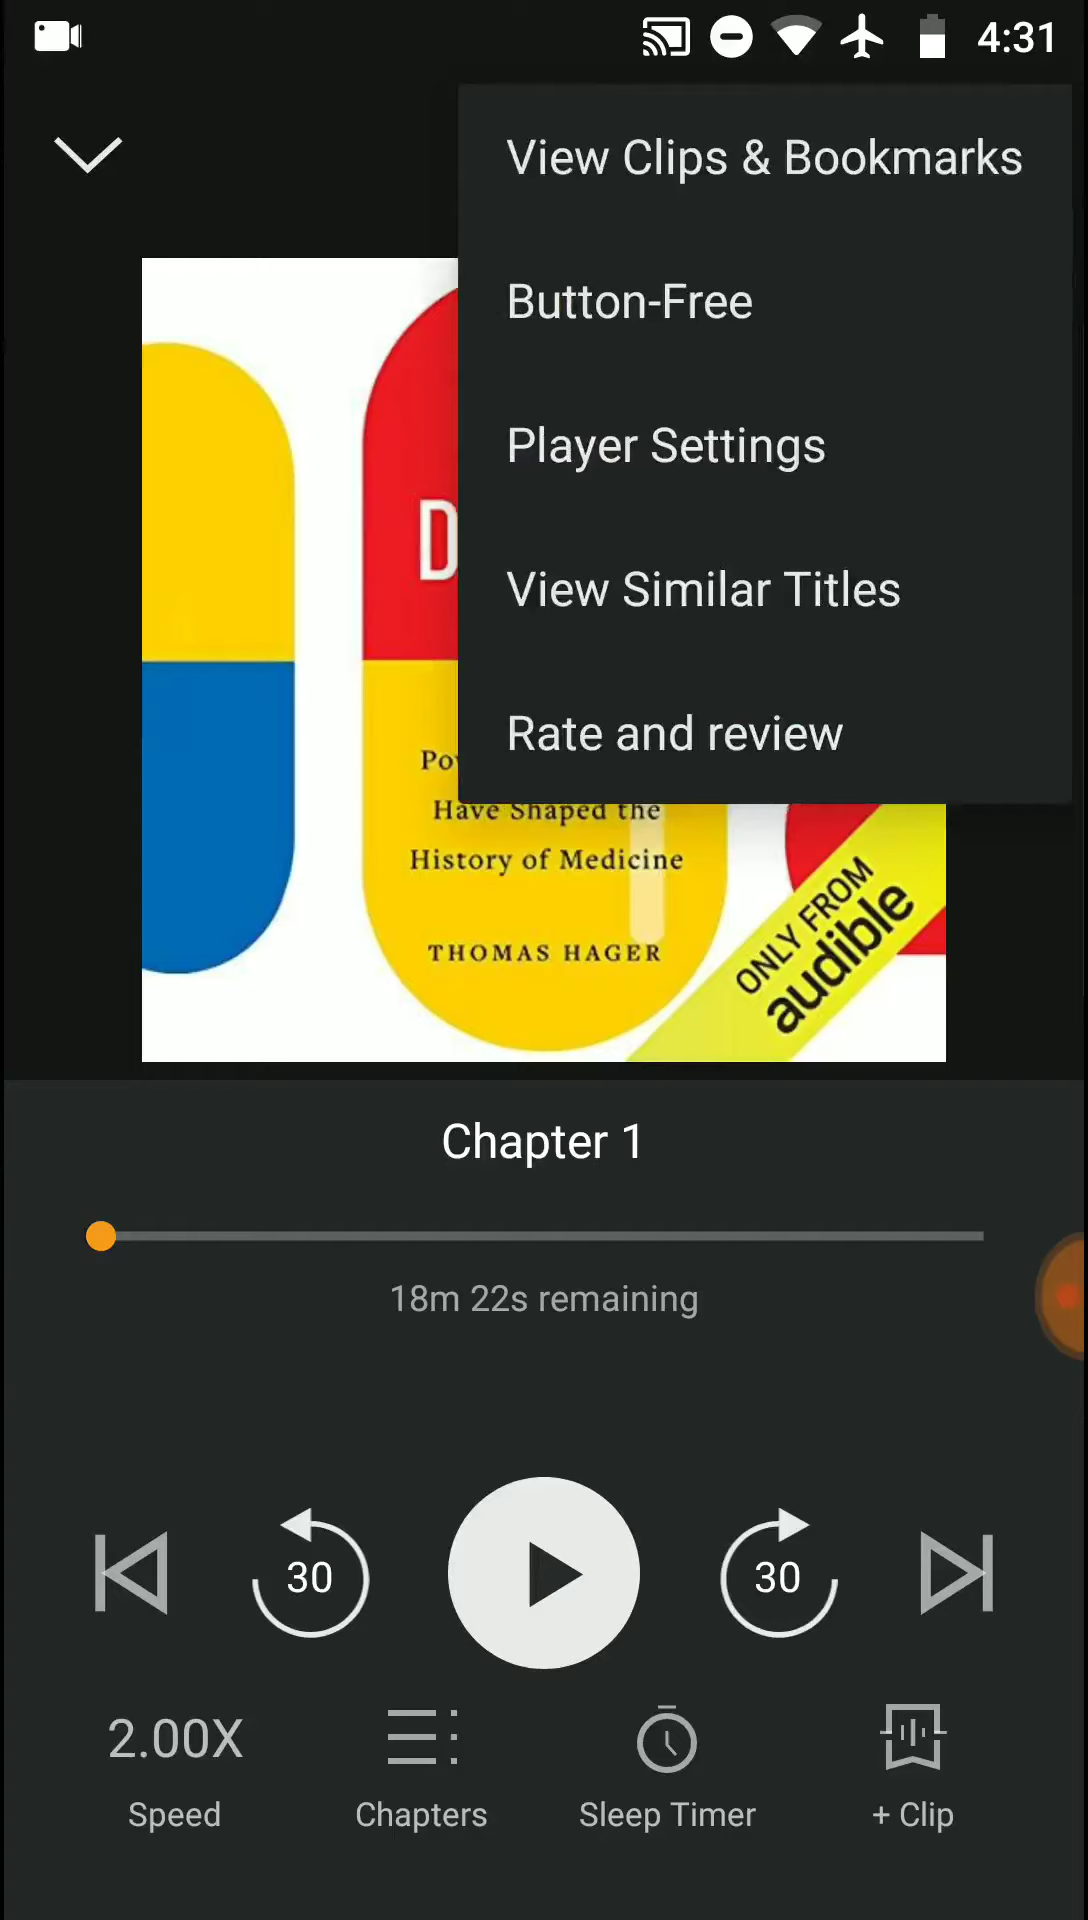 4:31
View Clips & Bookmarks
Button-Free
Player Settings
View Similar Titles
Rate and review
D
Have Shaped the
History of Medicine
THOMAS HAGER
ONLY FROM
audible
Chapter 1
18m 22s remaining
30
30
2.00X
Speed
Chapters
Sleep Timer
+ Clip